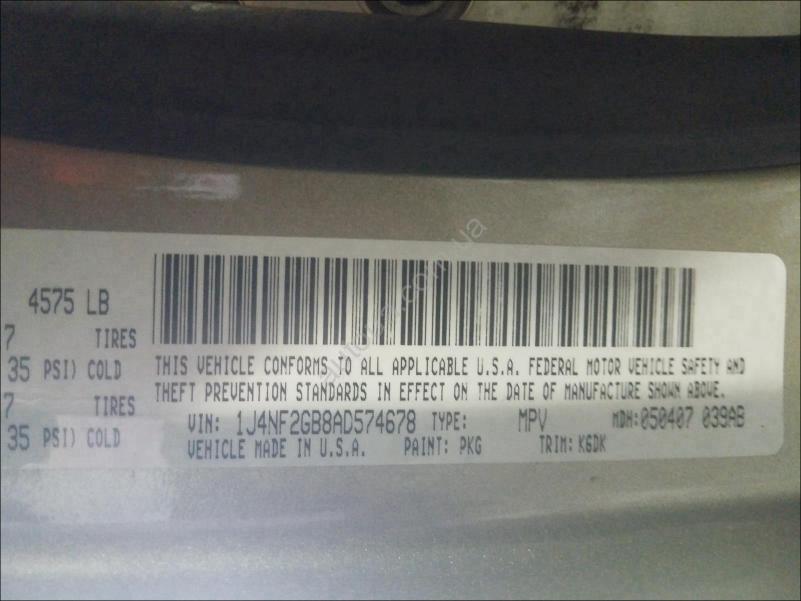 4575 LB
7 TIRES
35 PSI) COLD
7 TIRES
35 PSI) COLD
THIS VEHICLE CONFORMS TO ALL APPLICABLE U.S.A. FEDERAL MOTOR VEHICLE SAFETY AND
THEFT PREVENTION STANDARDS IN EFFECT ON THE DATE OF MANUFACTURE SHOWN ABOVE.
VIN: 1J4NF2GB8AD574678 TYPE: MPV MDH: 050407 039AB
VEHICLE MADE IN U.S.A. PAINT: PKG TRIM: K6DK